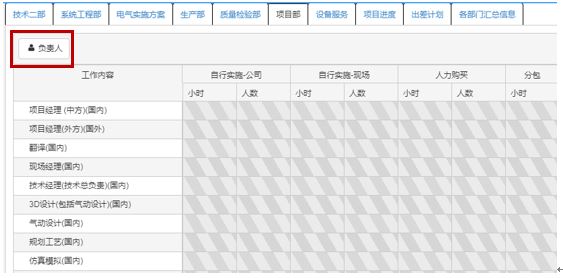 技术二部 系统工程部 电气实施方案 生产部 质量检验部 项目部 设备服务 项目进度 出差计划 各部门汇总信息
负责人
工作内容 自行实施-公司 自行实施-现场 人力购买 分包
小时 人数 小时 人数 小时 人数 小时
项目经理 (中方)(国内)
项目经理(外方)(国外)
翻译(国内)
现场经理(国内)
技术经理(技术总负责)(国内)
3D设计(包括气动设计)(国内)
气动设计(国内)
规划工艺(国内)
仿真模拟(国内)